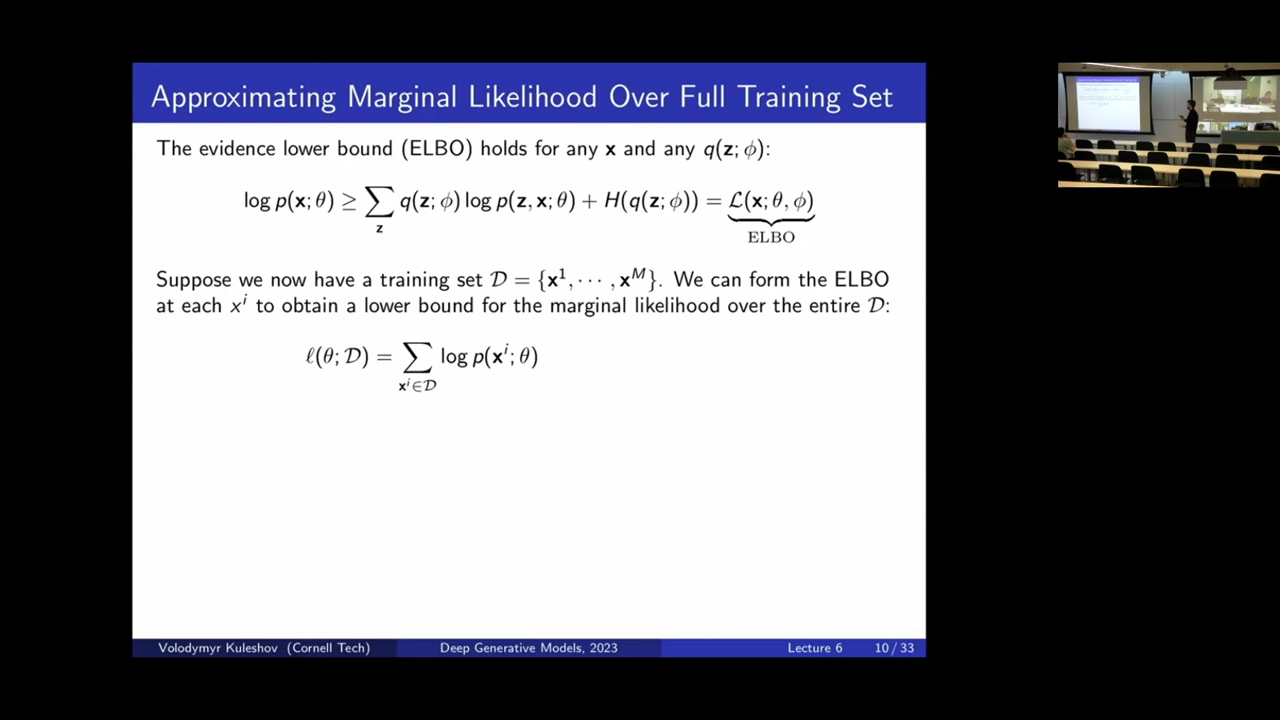 Approximating Marginal Likelihood Over Full Training Set
The evidence lower bound (ELBO) holds for any x and any q(z; ϕ):
log p(x; θ) ≥ ∑_z q(z; ϕ) log p(z, x; θ) + H(q(z; ϕ)) = ℒ(x; θ, ϕ)
ELBO
Suppose we now have a training set 𝒟 = {x¹, ⋯ , xᴹ}. We can form the ELBO
at each xⁱ to obtain a lower bound for the marginal likelihood over the entire 𝒟:
ℓ(θ; 𝒟) = ∑_{xⁱ∈𝒟} log p(xⁱ; θ)
Volodymyr Kuleshov (Cornell Tech) Deep Generative Models, 2023 Lecture 6 10 / 33